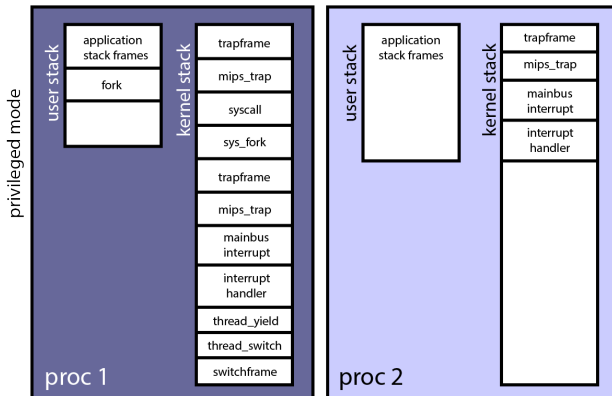 privileged mode
user stack
application
stack frames
fork
kernel stack
trapframe
mips_trap
syscall
sys_fork
trapframe
mips_trap
mainbus
interrupt
interrupt
handler
thread_yield
thread_switch
switchframe
proc 1
user stack
application
stack frames
kernel stack
trapframe
mips_trap
mainbus
interrupt
interrupt
handler
proc 2